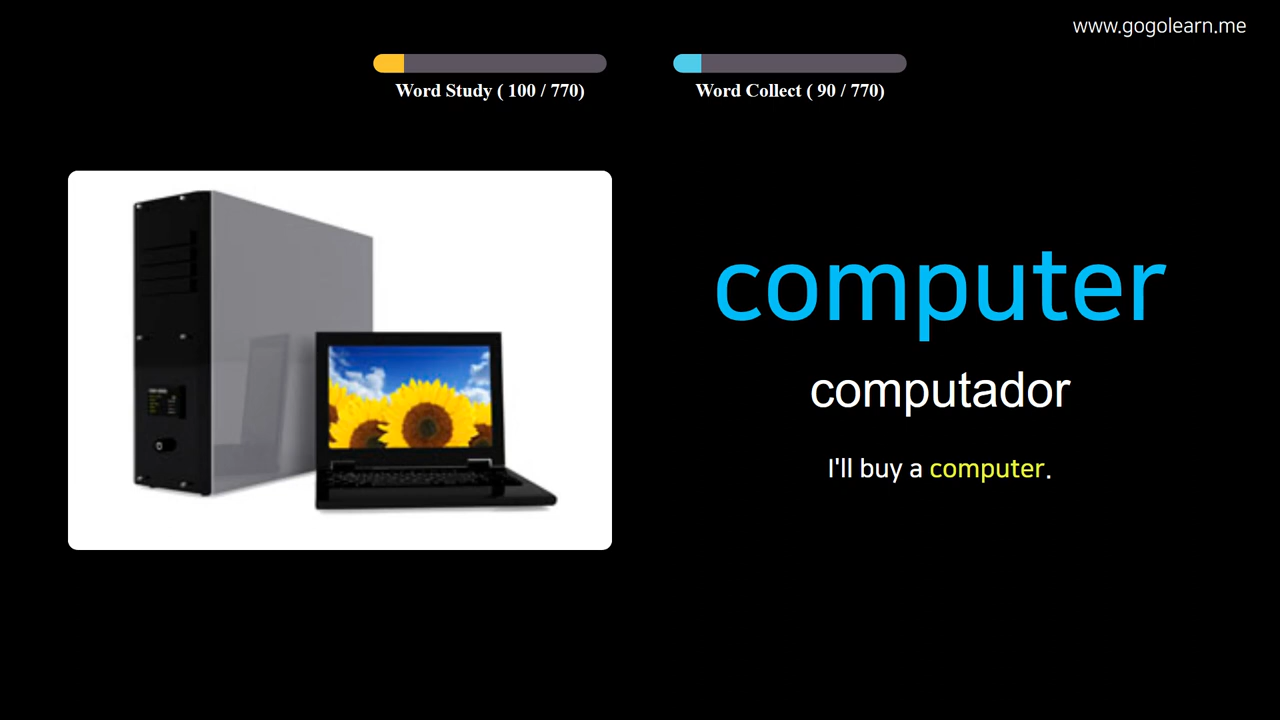 www.gogolearn.me
Word Study ( 100 / 770)
Word Collect ( 90 / 770)
computer
computador
I'll buy a computer.